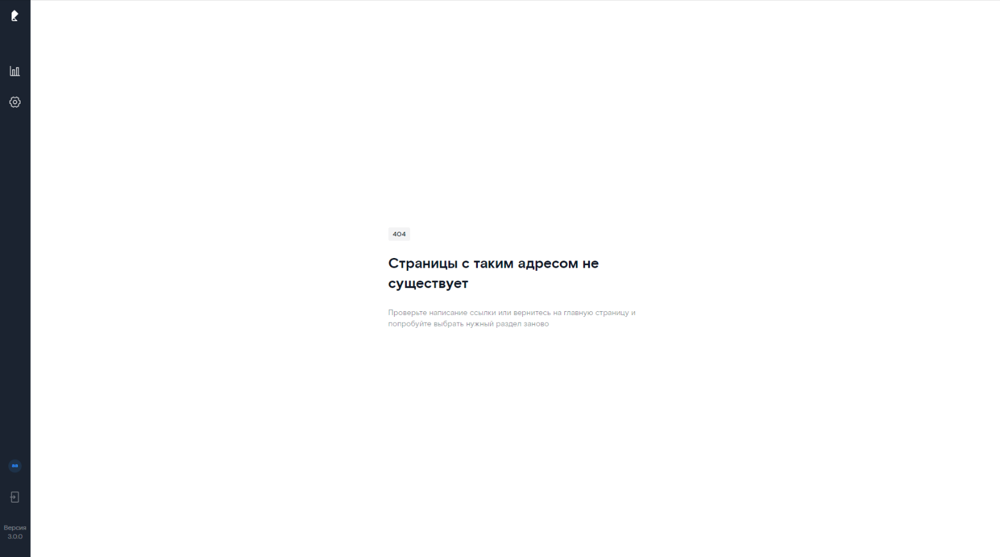 404
Страницы с таким адресом не
существует
Проверьте написание ссылки или вернитесь на главную страницу и
попробуйте выбрать нужный раздел заново
Версия
3.0.0